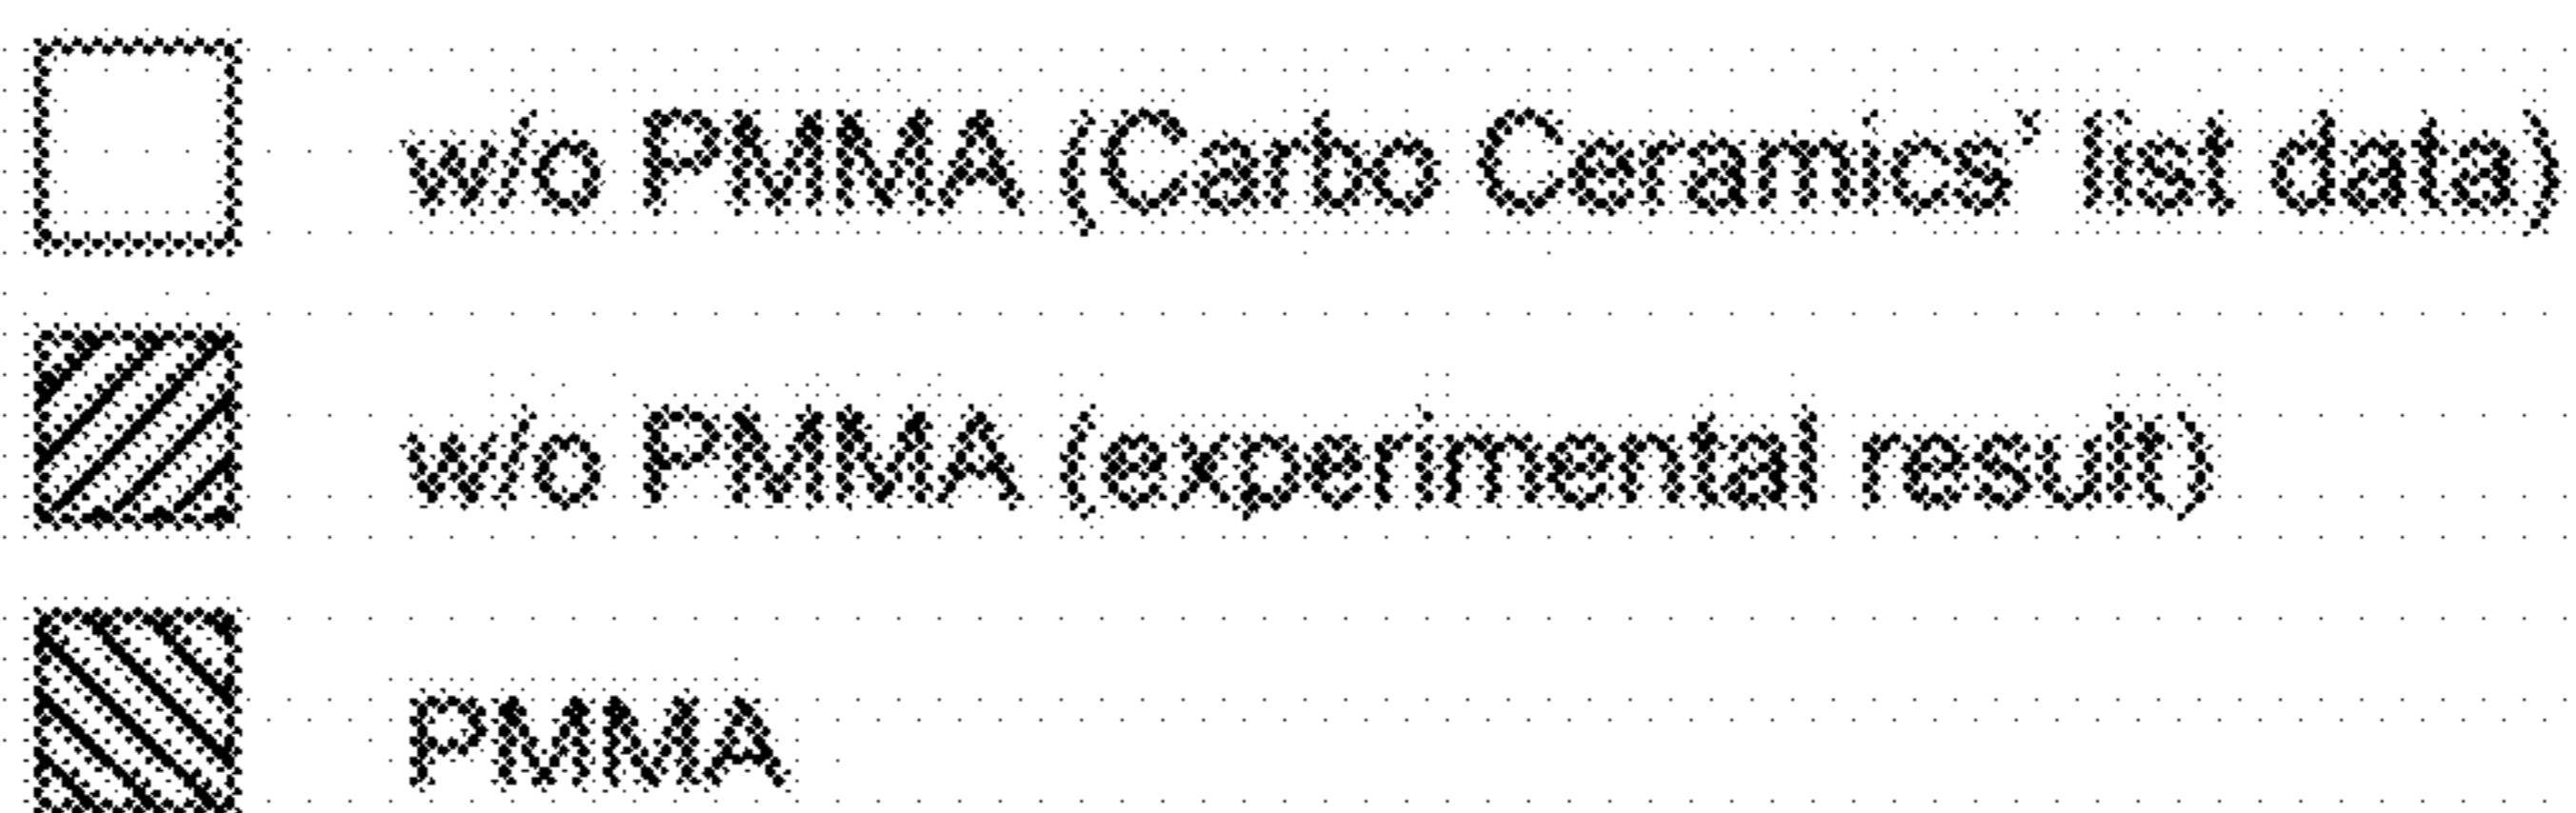 w/o PMMA (Carbo Ceramics' list data)
w/o PMMA (experimental result)
PMMA